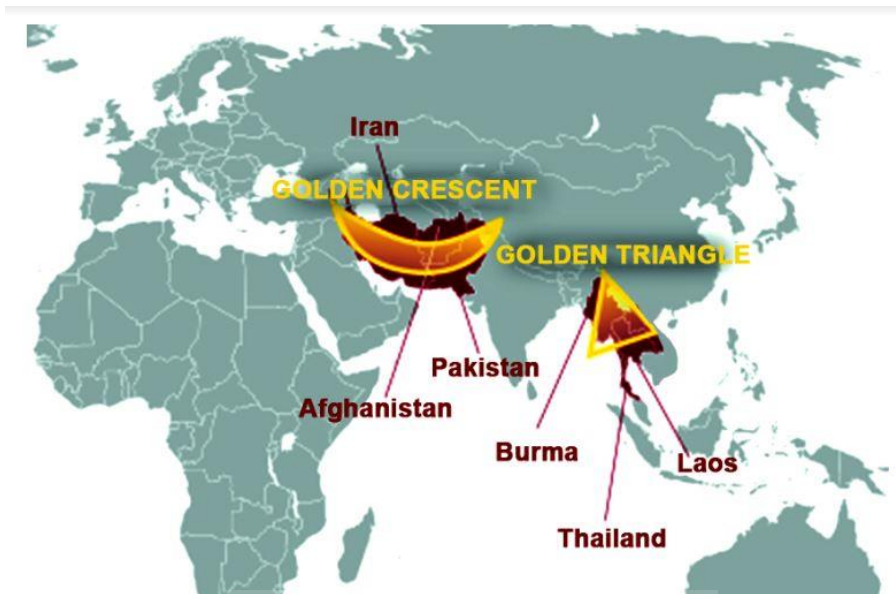 Iran
GOLDEN CRESCENT
GOLDEN TRIANGLE
Pakistan
Afghanistan
Burma
Laos
Thailand